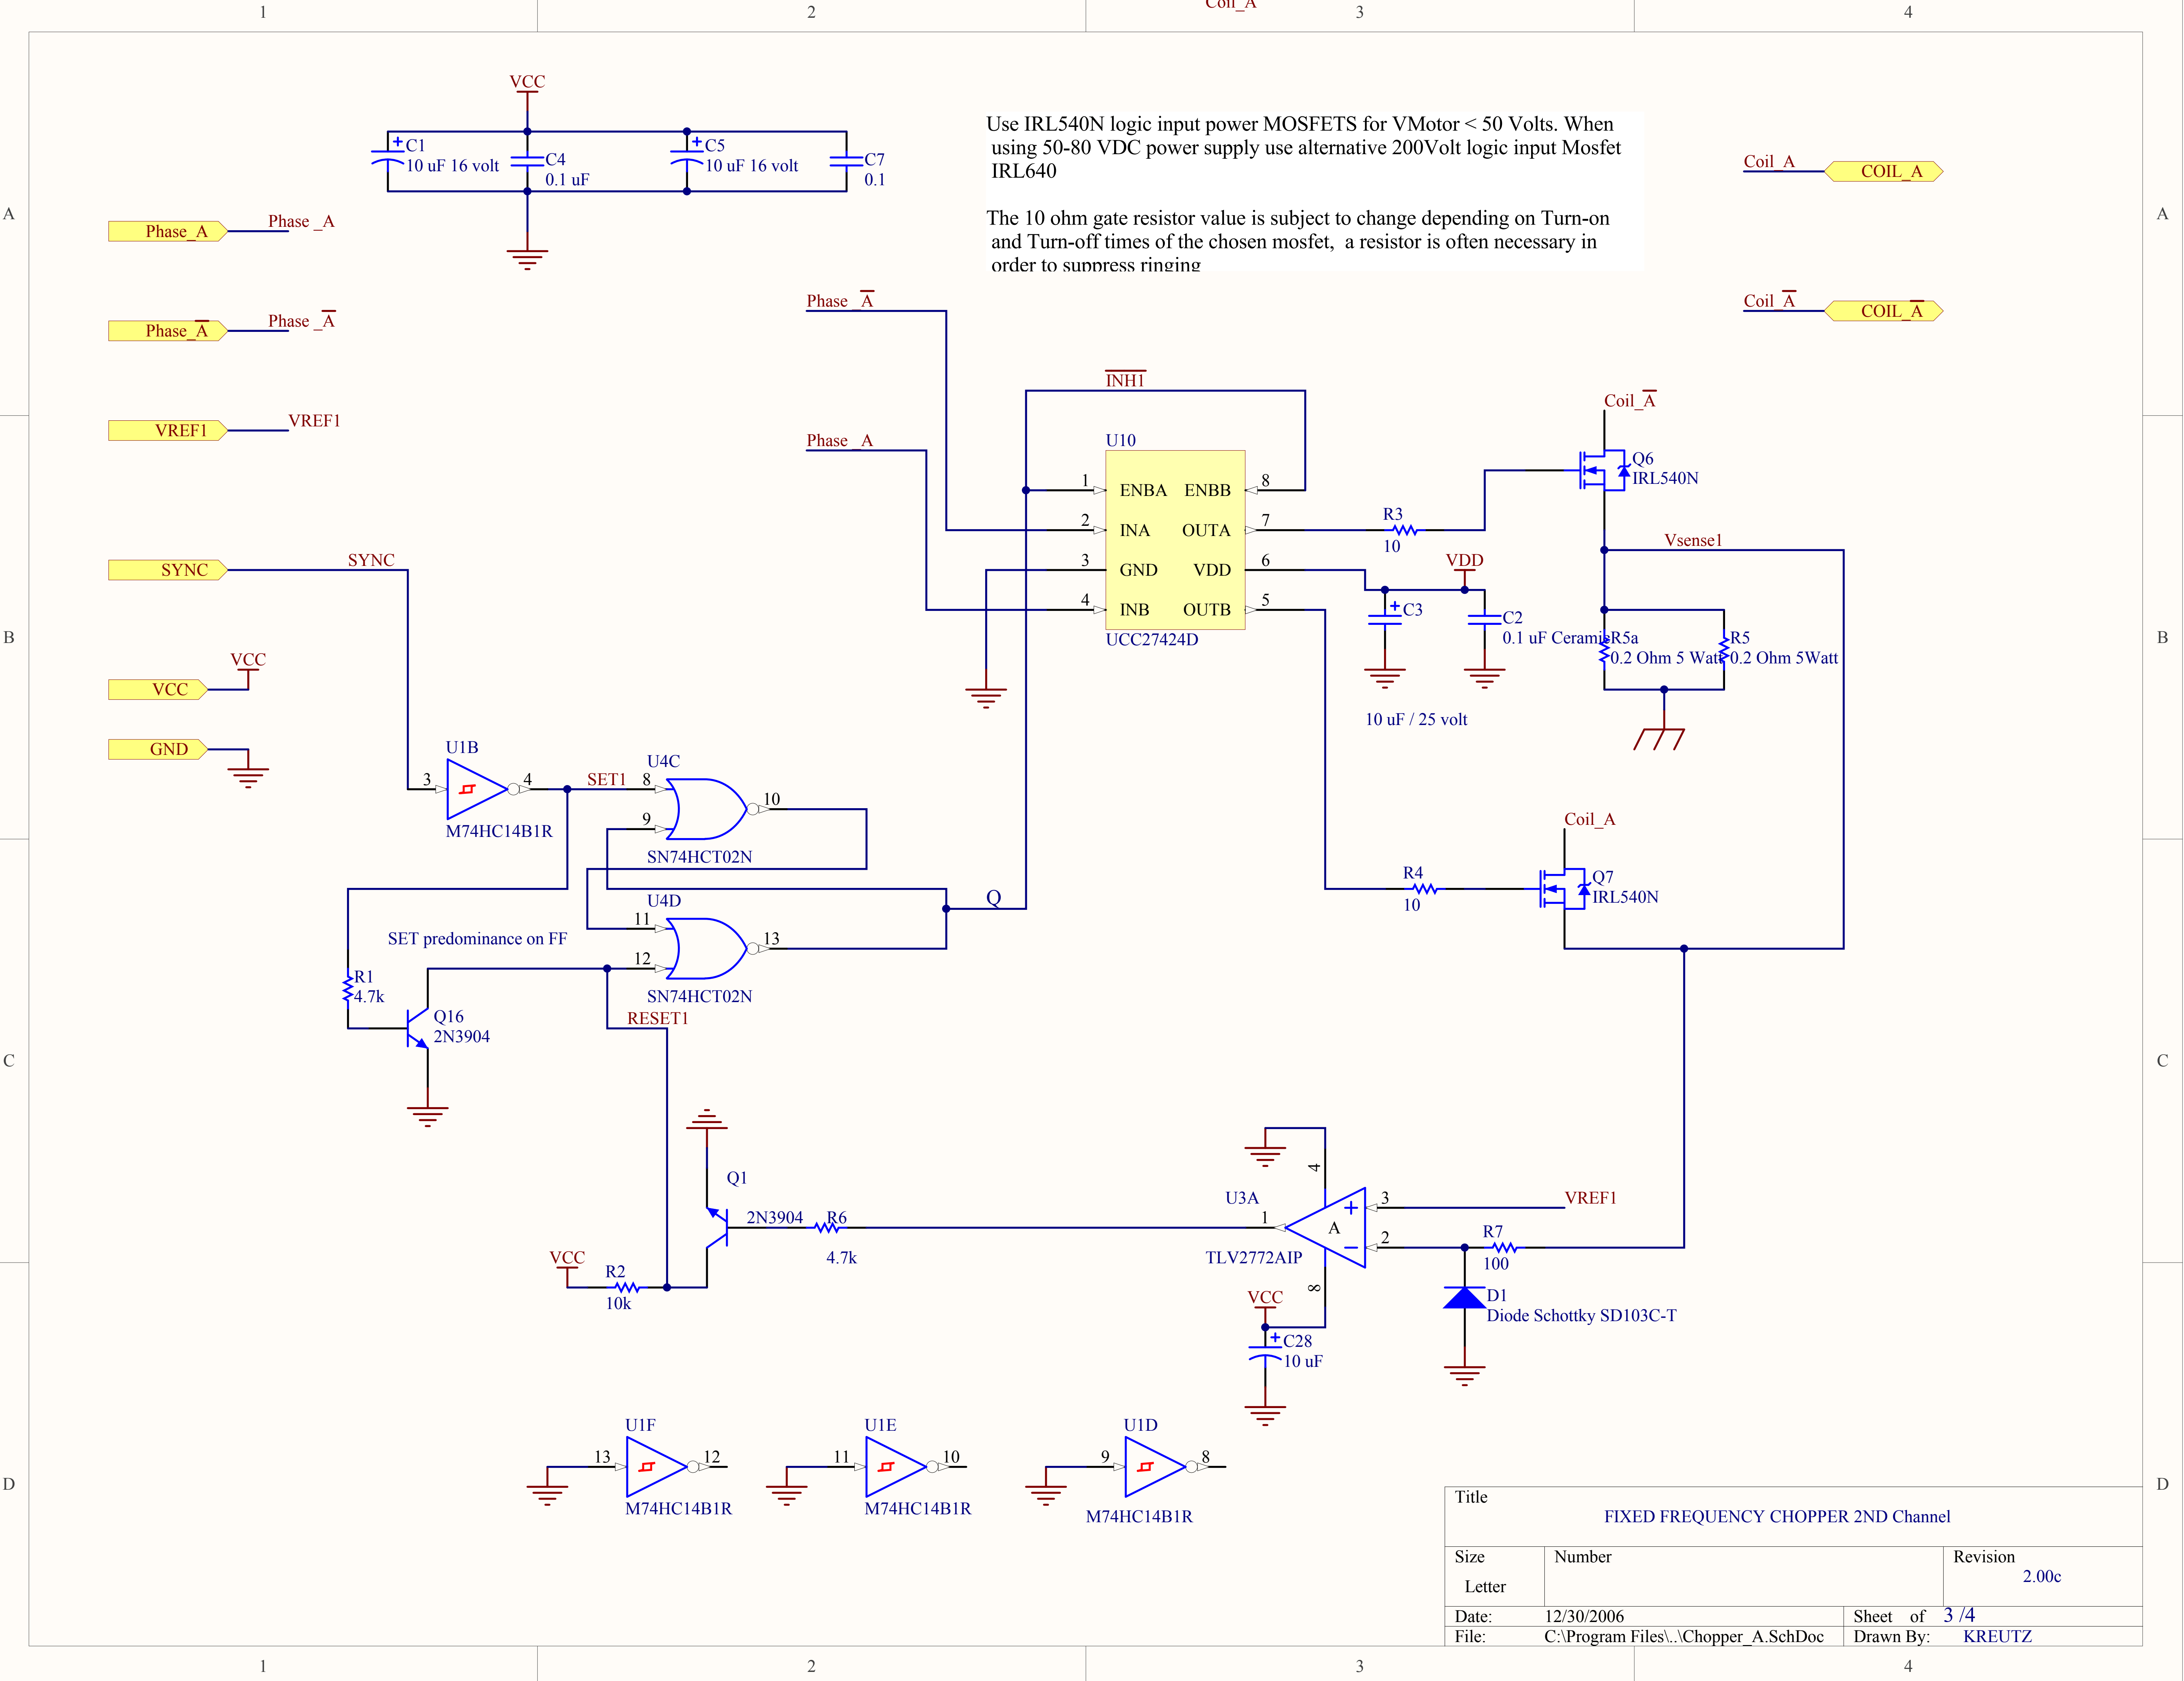 Coil_A
1
2
3
4
VCC
C1
10 uF 16 volt
C4
0.1 uF
C5
10 uF 16 volt
C7
0.1
Use IRL540N logic input power MOSFETS for VMotor < 50 Volts. When
using 50-80 VDC power supply use alternative 200Volt logic input Mosfet
IRL640
The 10 ohm gate resistor value is subject to change depending on Turn-on
and Turn-off times of the chosen mosfet, a resistor is often necessary in
order to suppress ringing
Coil_A
COIL_A
A
A
Phase_A
Phase _A
Phase_A̅
Phase _A̅
Phase _A̅
Coil_A̅
COIL_A̅
VREF1
VREF1
I̅N̅H̅1̅
Phase _A
U10
1
ENBA
ENBB
8
2
INA
OUTA
7
3
GND
VDD
6
4
INB
OUTB
5
UCC27424D
Coil_A̅
Q6
IRL540N
R3
10
VDD
C3
C2
0.1 uF Ceramic
10 uF / 25 volt
Vsense1
R5a
0.2 Ohm 5 Watt
R5
0.2 Ohm 5Watt
SYNC
SYNC
B
B
VCC
VCC
GND
U1B
3
4
M74HC14B1R
SET1
U4C
8
9
10
SN74HCT02N
U4D
11
12
13
SN74HCT02N
Q
SET predominance on FF
R1
4.7k
Q16
2N3904
RESET1
Coil_A
R4
10
Q7
IRL540N
C
C
Q1
2N3904
R6
4.7k
VCC
R2
10k
U3A
4
3
1
A
2
8
TLV2772AIP
VREF1
R7
100
D1
Diode Schottky SD103C-T
VCC
C28
10 uF
U1F
13
12
M74HC14B1R
U1E
11
10
M74HC14B1R
U1D
9
8
M74HC14B1R
D
D
Title
FIXED FREQUENCY CHOPPER 2ND Channel
Size
Number
Revision
Letter
2.00c
Date: 12/30/2006
Sheet of 3 /4
File: C:\Program Files\..\Chopper_A.SchDoc
Drawn By: KREUTZ
1
2
3
4